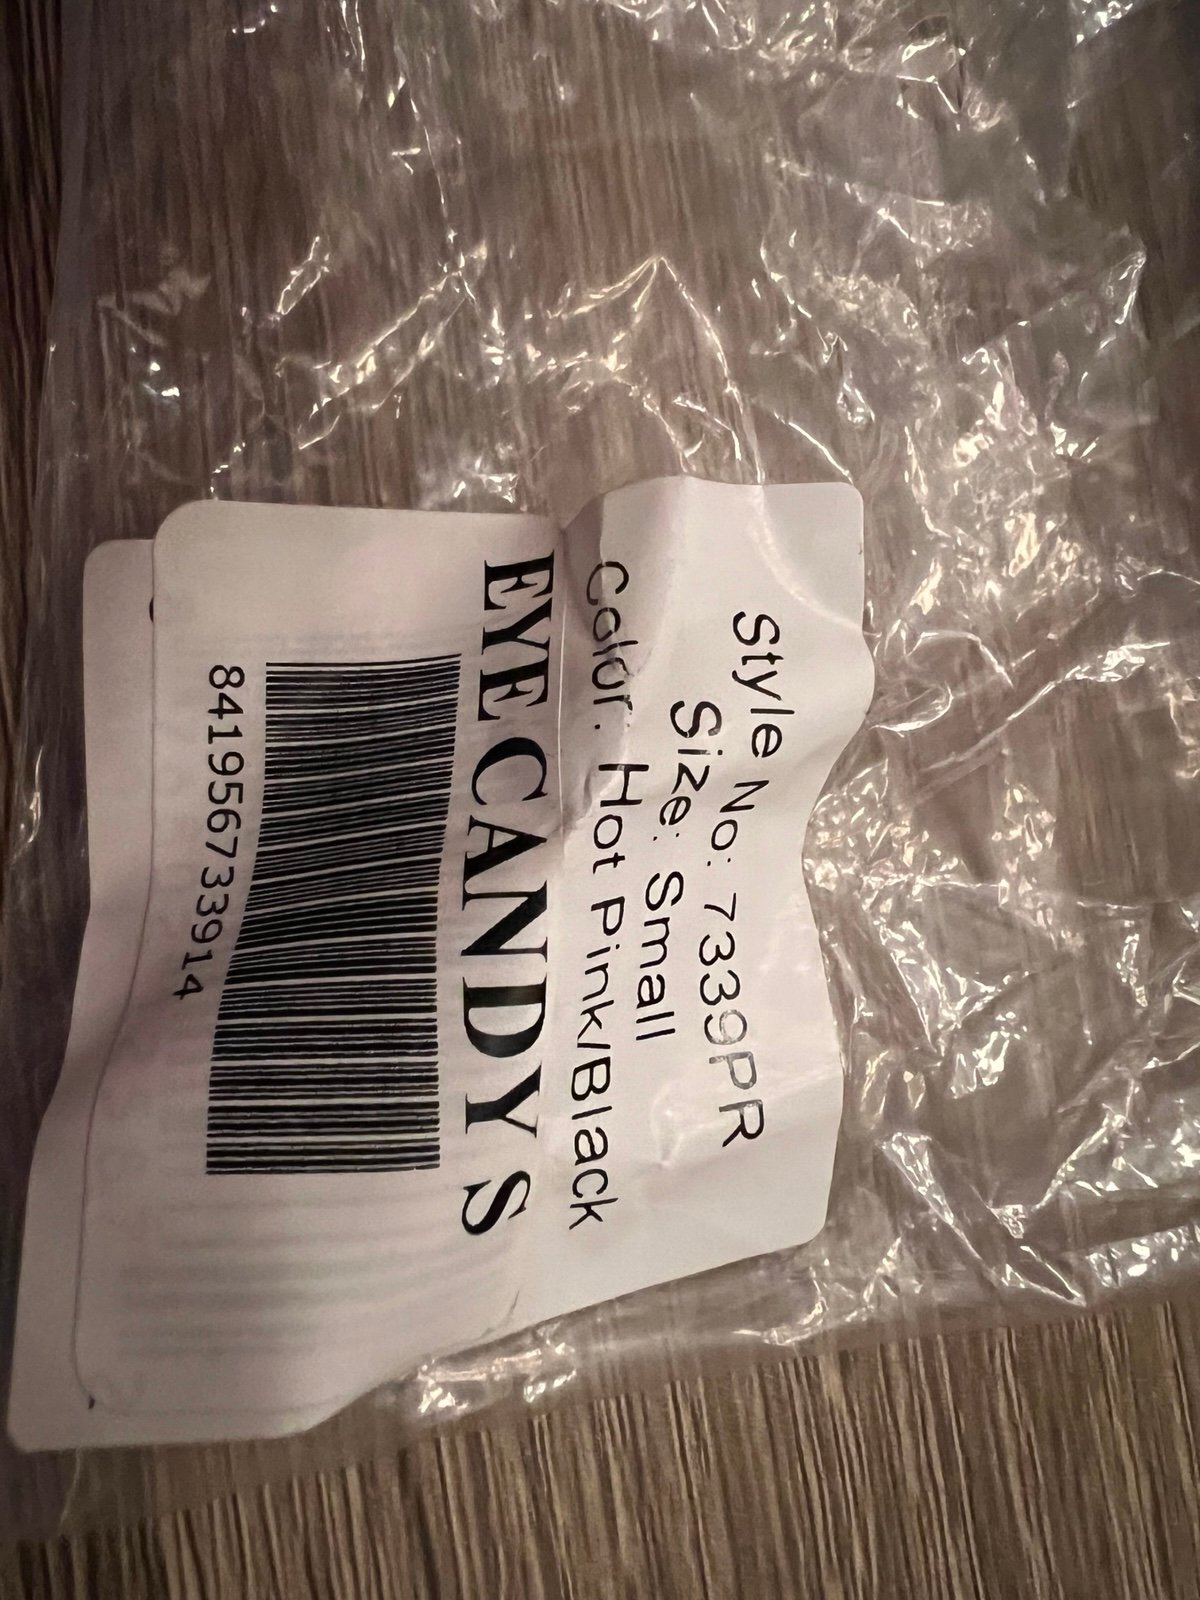 Style No: 7339PR
Size: Small
Color: Hot Pink/Black
EYE CANDYS
841956733914